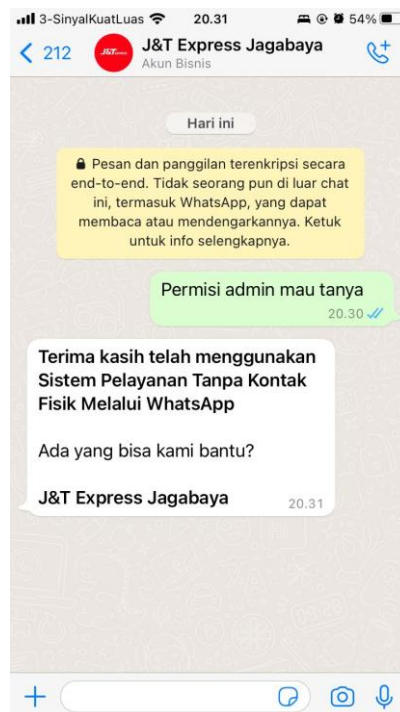 3-SinyalKuatLuas 20.31 54%
212 J&T Express Jagabaya
Akun Bisnis
Hari ini
Pesan dan panggilan terenkripsi secara
end-to-end. Tidak seorang pun di luar chat
ini, termasuk WhatsApp, yang dapat
membaca atau mendengarkannya. Ketuk
untuk info selengkapnya.
Permisi admin mau tanya
20.30
Terima kasih telah menggunakan
Sistem Pelayanan Tanpa Kontak
Fisik Melalui WhatsApp
Ada yang bisa kami bantu?
J&T Express Jagabaya 20.31